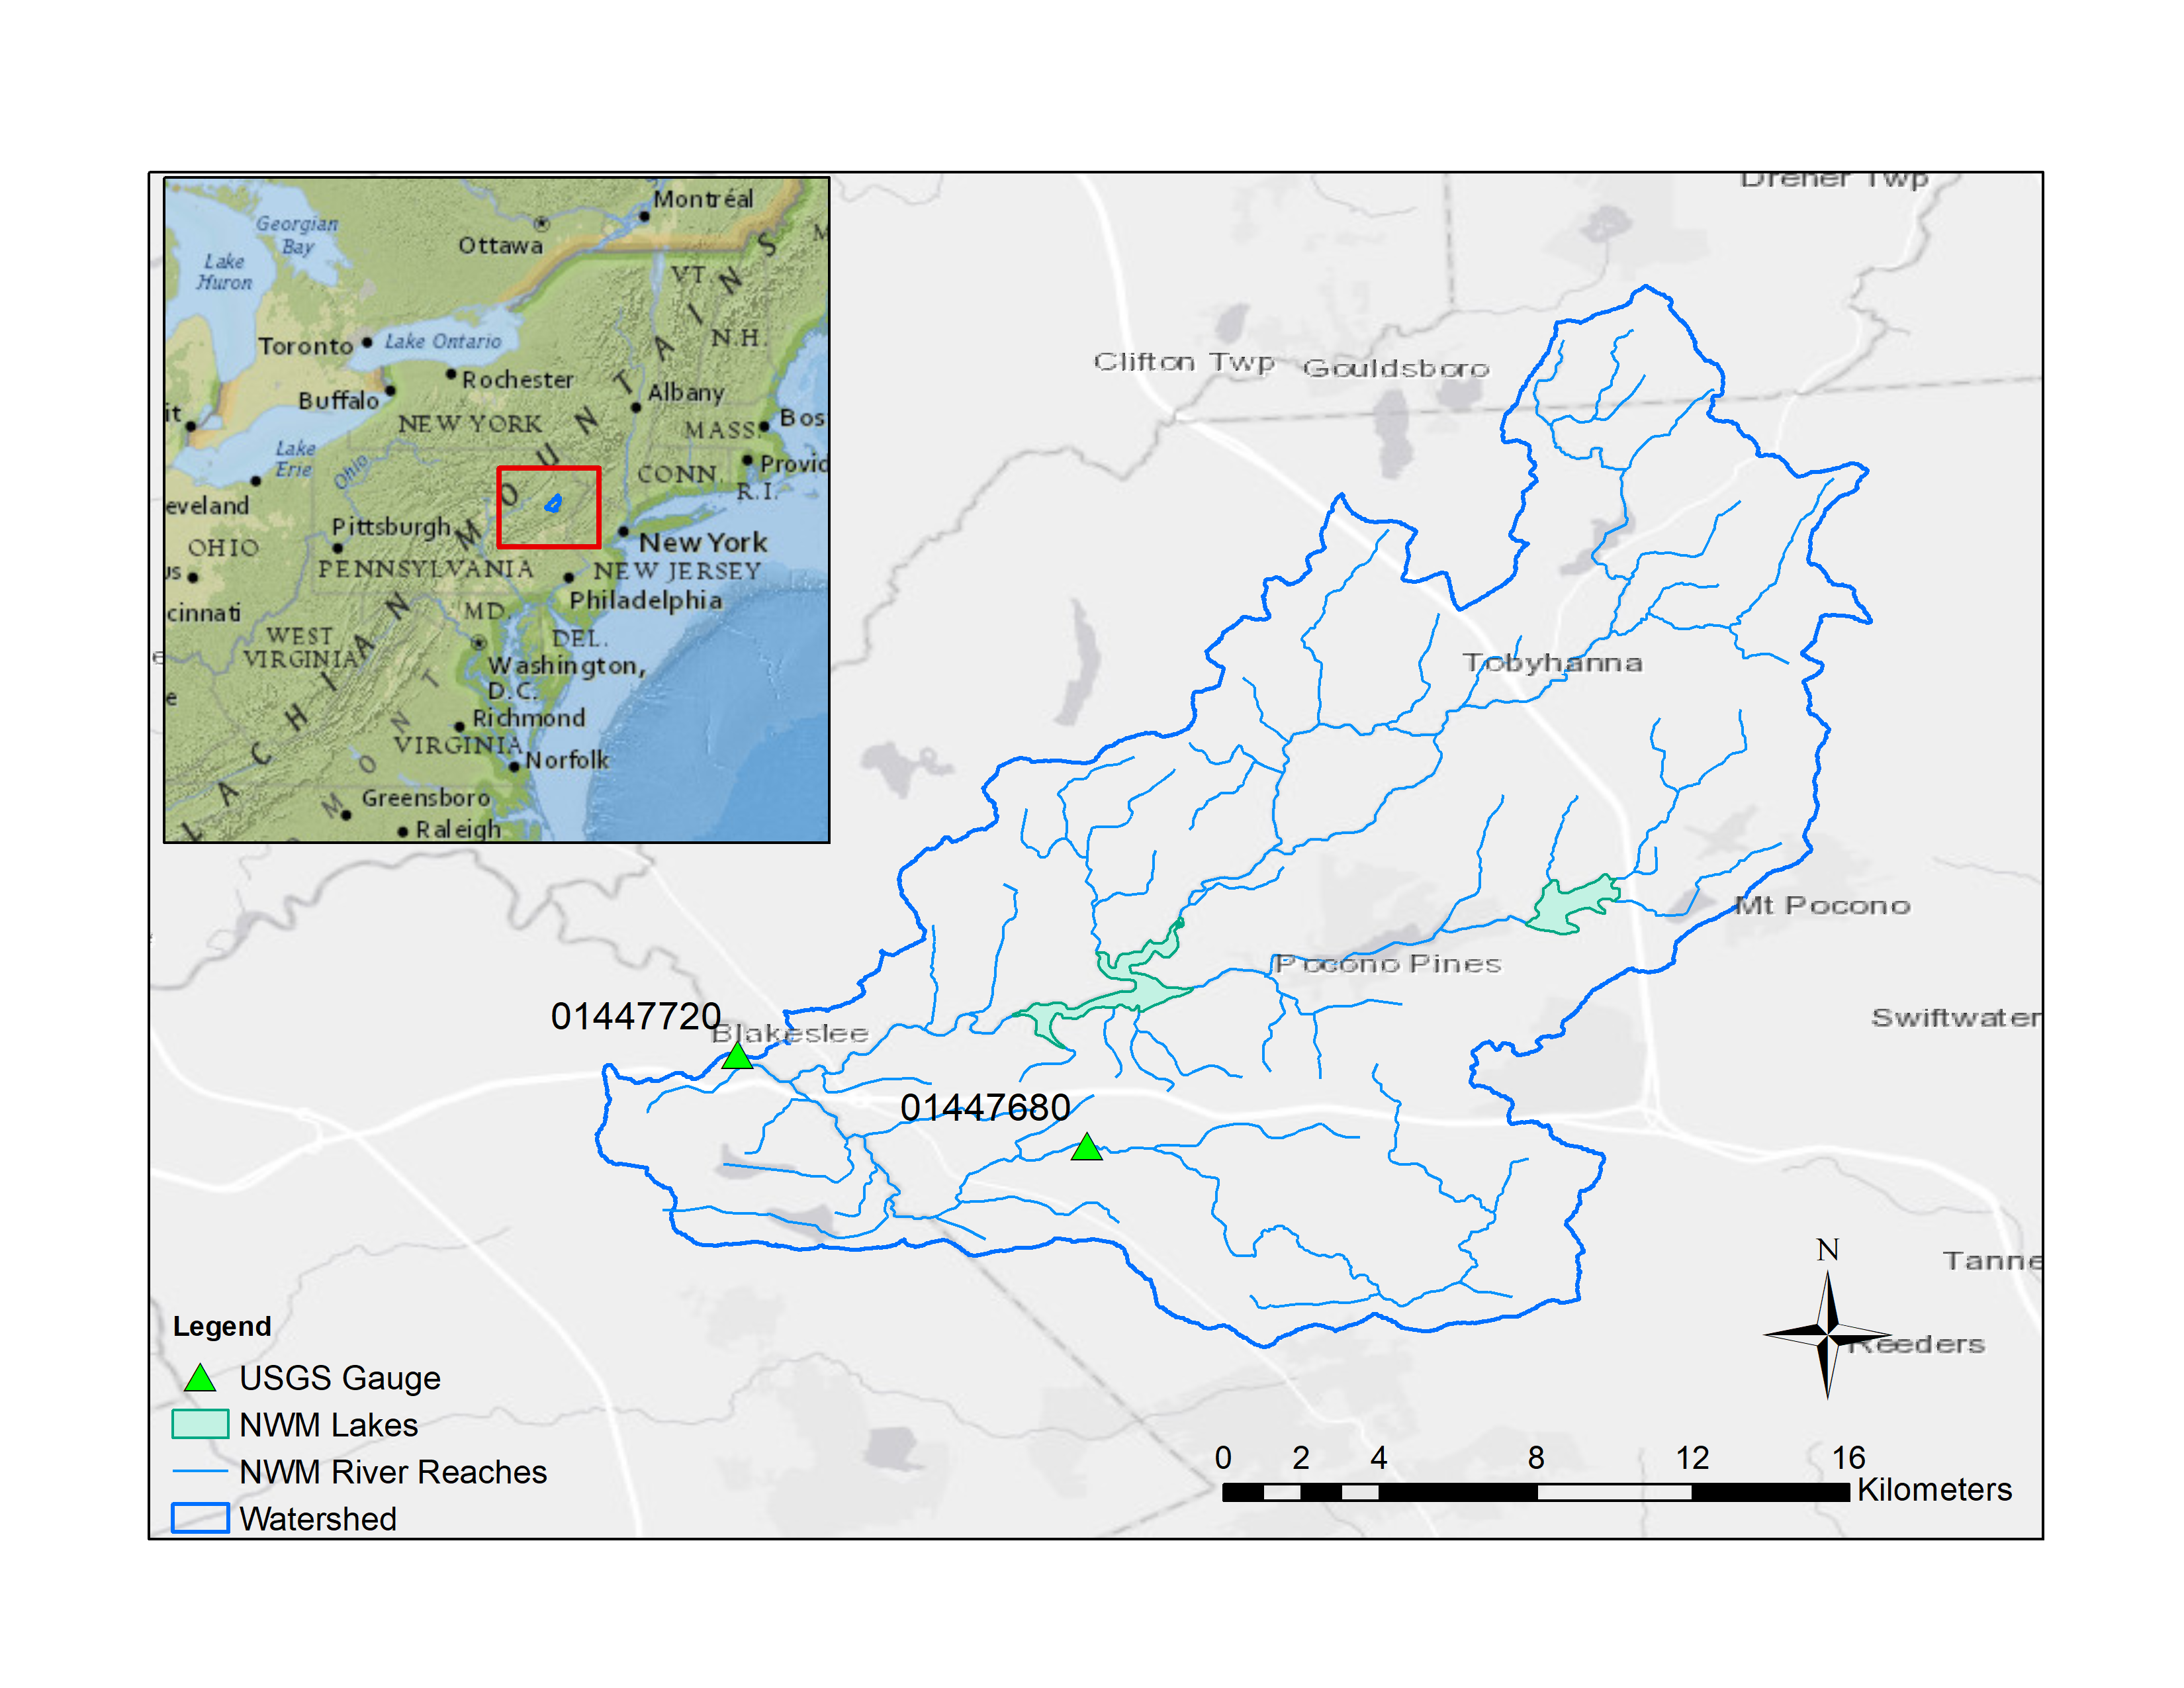 Montréal
Georgian
Bay
Ottawa
Lake
Huron
VT
N.H.
Toronto
Lake Ontario
Rochester
Buffalo
Albany
NEW YORK
MASS.
Bos
it
Lake
Erie
Ohio
CONN.
Provid
R.I.
eveland
Pittsburgh
New York
OHIO
PENNSYLVANIA
NEW JERSEY
us
Philadelphia
cinnati
MD.
WEST
VIRGINIA
DEL.
Washington,
D.C.
e
Richmond
VIRGINIA
Norfolk
Greensboro
Raleigh
L A C H I A N M O U N T A I N S
M O N T
M
Dreher Twp
Clifton Twp
Gouldsboro
Tobyhanna
Mt Pocono
Pocono Pines
Swiftwater
01447720
Blakeslee
01447680
Tanne
N
Reeders
Legend
USGS Gauge
NWM Lakes
NWM River Reaches
Watershed
0 2 4 8 12 16
Kilometers